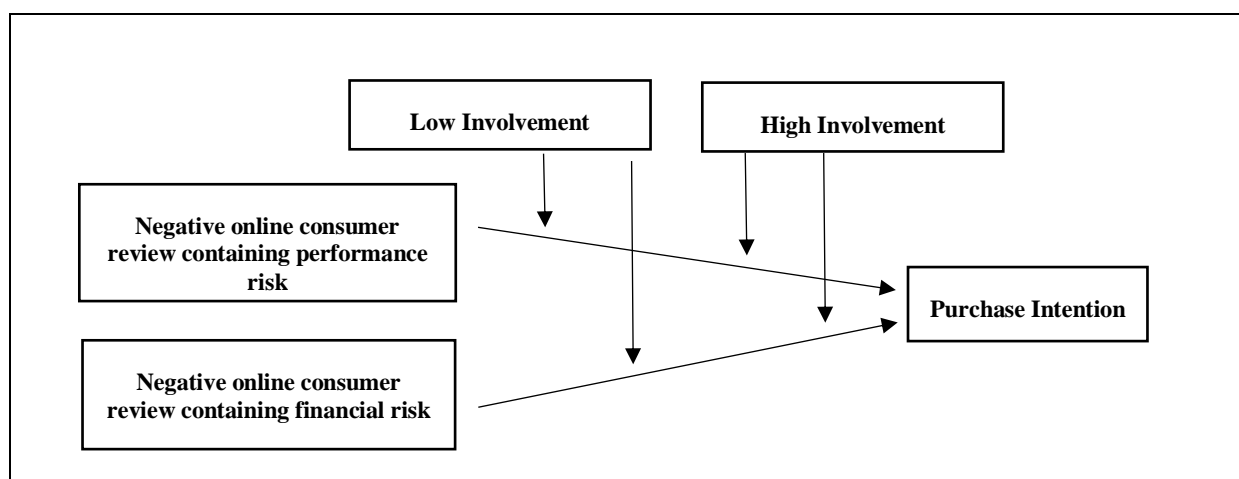 Low Involvement
High Involvement
Negative online consumer
review containing performance
risk
Purchase Intention
Negative online consumer
review containing financial risk